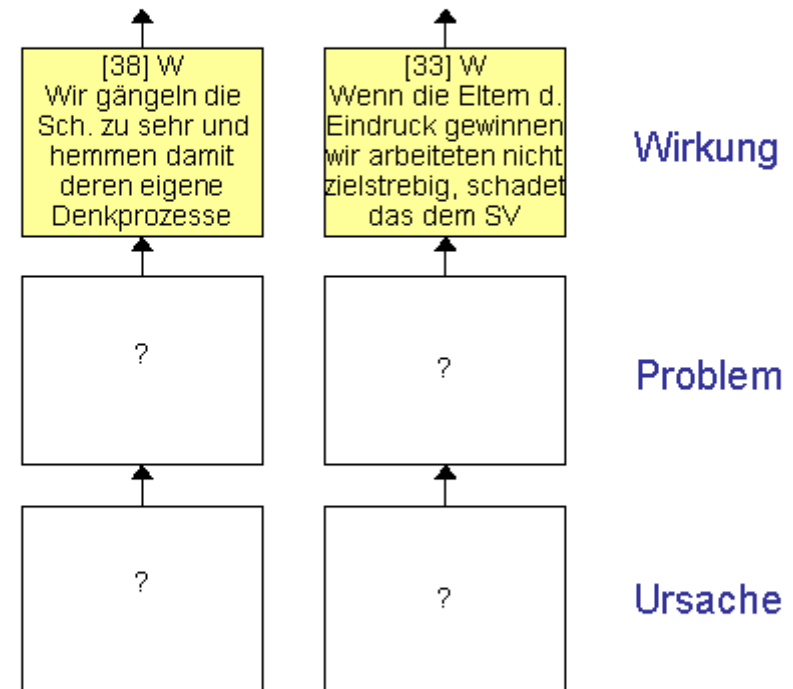 [38] W
Wir gängeln die
Sch. zu sehr und
hemmen damit
deren eigene
Denkprozesse
[33] W
Wenn die Eltern d.
Eindruck gewinnen
wir arbeiteten nicht
zielstrebig, schadet
das dem SV
Wirkung
?
?
Problem
?
?
Ursache